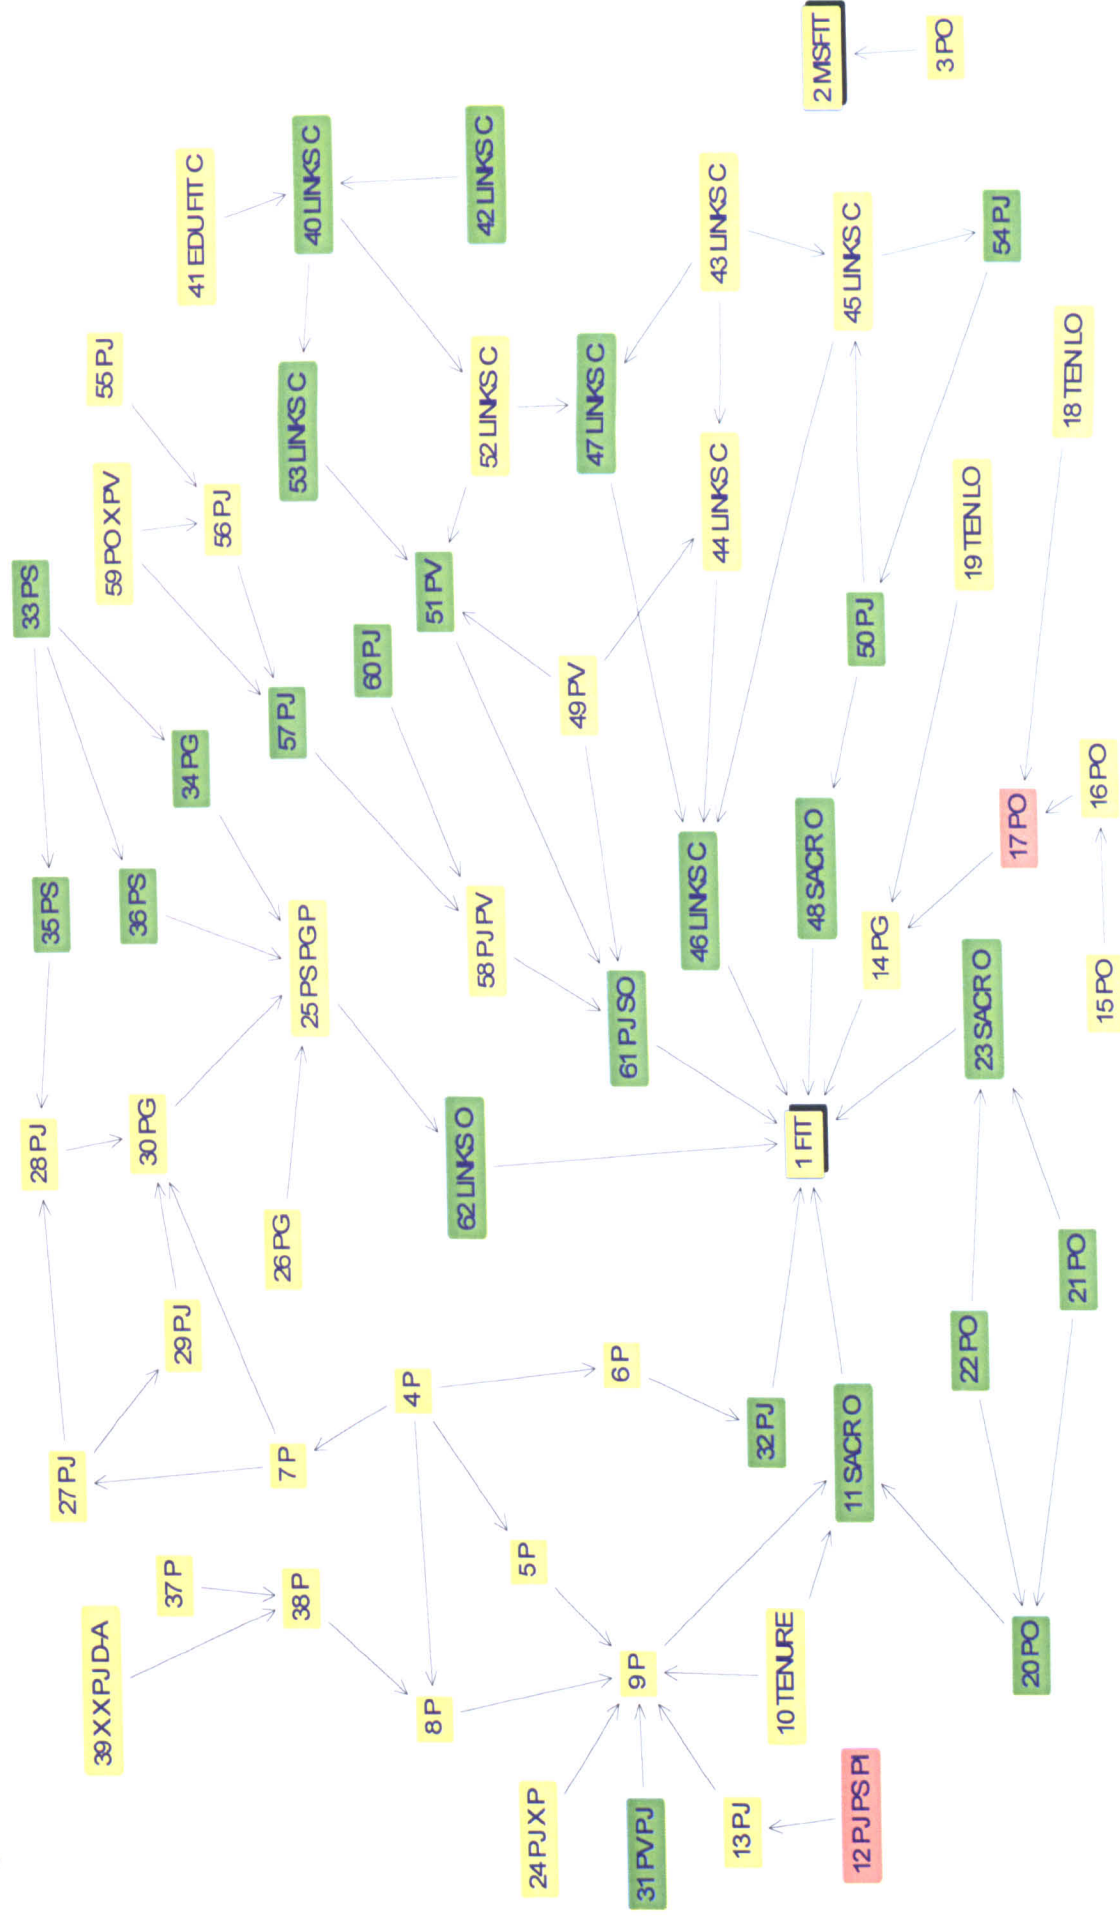 33 PS
28 PJ
35 PS
27 PJ
39 X X PJ D-A
55 PJ
59 PO X PV
36 PS
30 PG
37 P
29 PJ
34 PG
41 EDU FIT C
56 PJ
26 PG
57 PJ
7 P
53 LINKS C
38 P
25 PS PG P
40 LINKS C
60 PJ
4 P
8 P
51 PV
62 LINKS O
58 PJ PV
42 LINKS C
52 LINKS C
5 P
24 PJ X P
49 PV
47 LINKS C
6 P
61 PJ SO
9 P
31 PV PJ
46 LINKS C
43 LINKS C
44 LINKS C
13 PJ
32 PJ
10 TENURE
1 FIT
48 SACR O
2 MISFIT
45 LINKS C
11 SACR O
12 PJ PS PI
50 PJ
14 PG
3 PO
22 PO
19 TEN LO
23 SACR O
54 PJ
17 PO
20 PO
18 TEN LO
21 PO
16 PO
15 PO